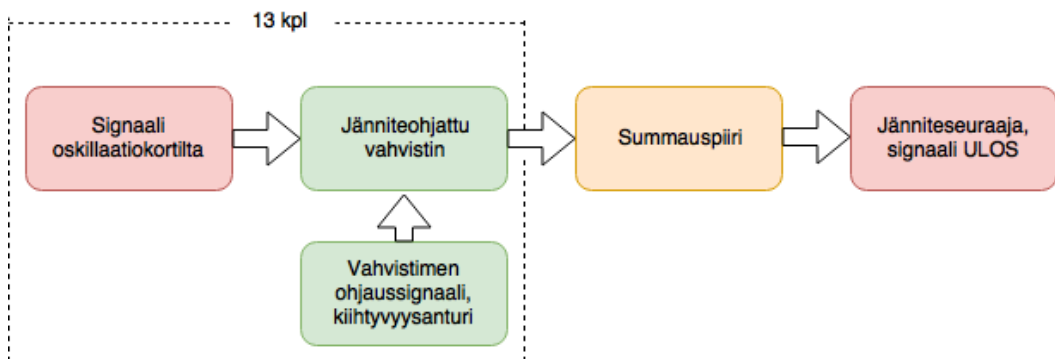 13 kpl
Signaali
oskillaatiokortilta
Jänniteohjattu
vahvistin
Summauspiiri
Jänniteseuraaja,
signaali ULOS
Vahvistimen
ohjaussignaali,
kiihtyvyysanturi